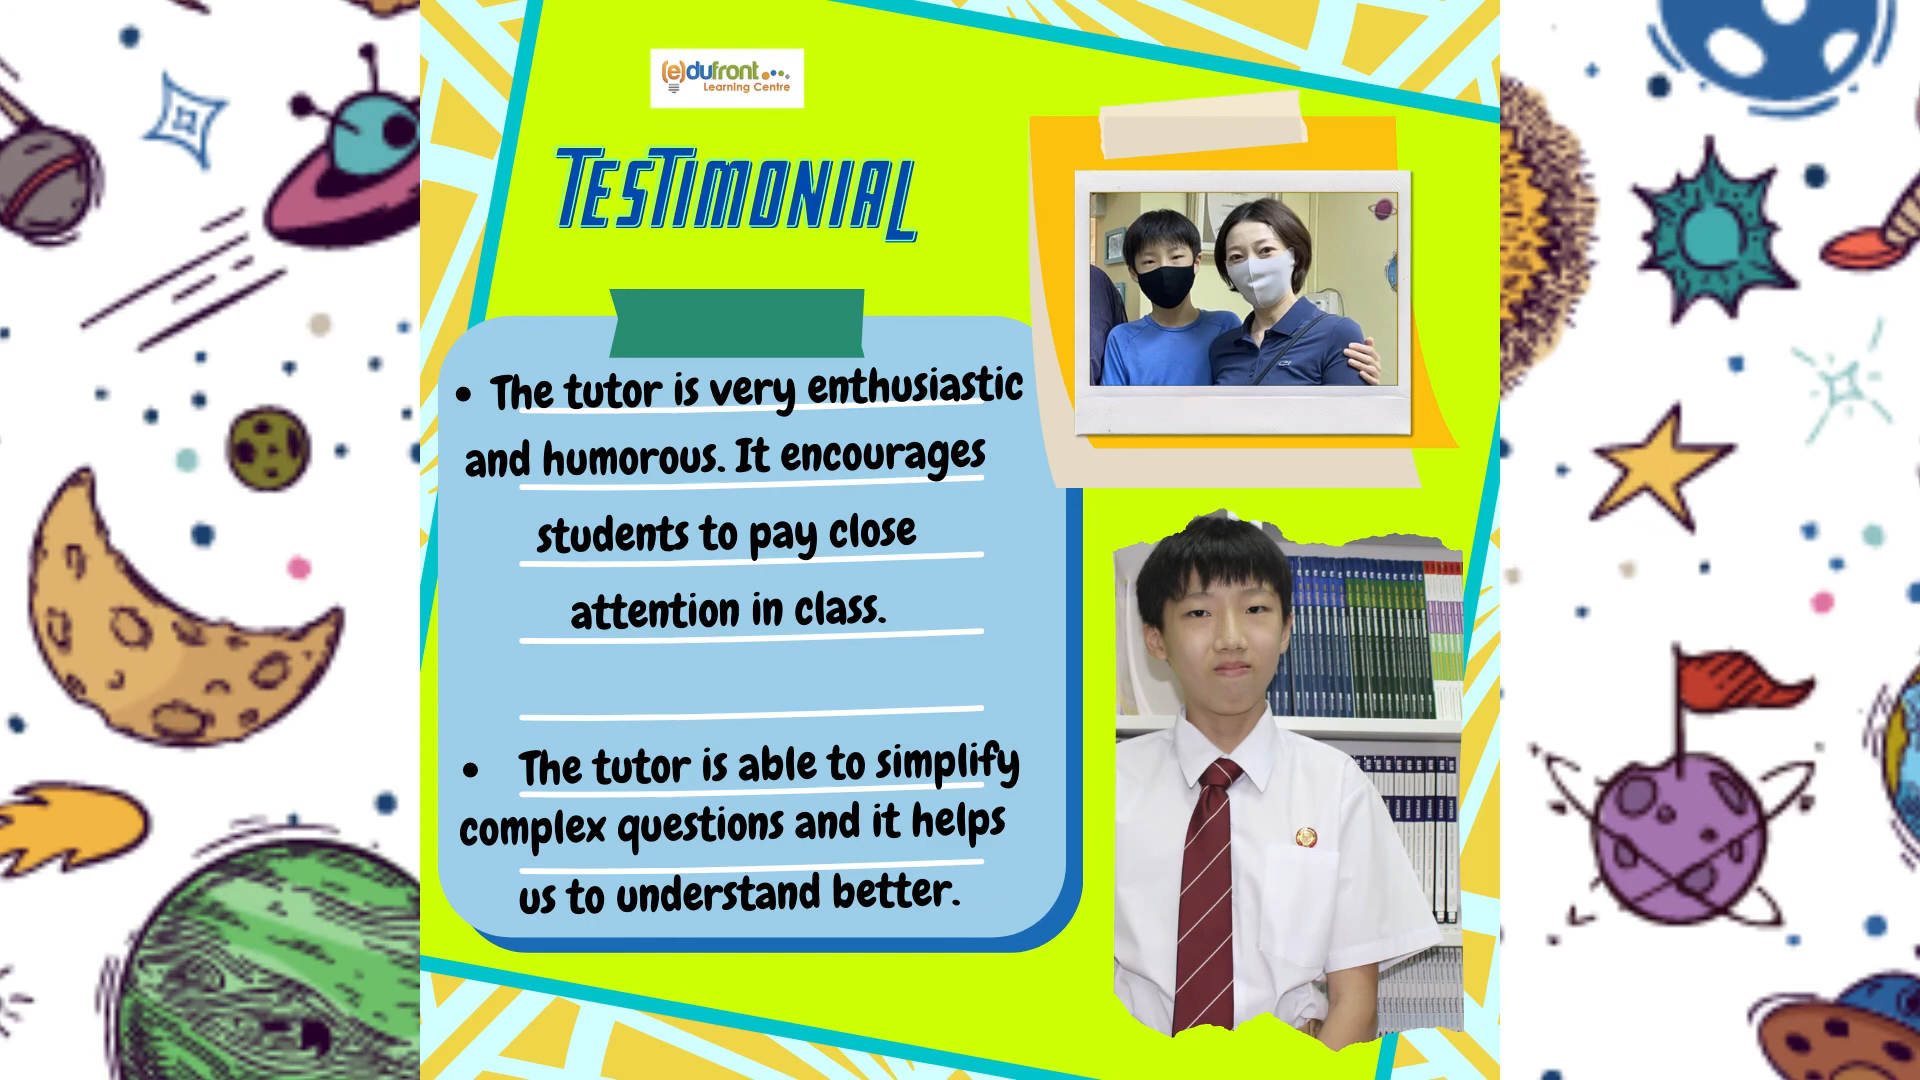 (e)dufront
Learning Centre
TESTIMONIAL
• The tutor is very enthusiastic
and humorous. It encourages
students to pay close
attention in class.
• The tutor is able to simplify
complex questions and it helps
us to understand better.